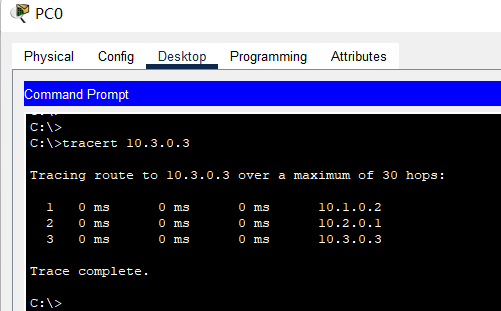 PC0
Physical Config Desktop Programming Attributes
Command Prompt
C:\>
C:\>tracert 10.3.0.3
Tracing route to 10.3.0.3 over a maximum of 30 hops:
1 0 ms 0 ms 0 ms 10.1.0.2
2 0 ms 0 ms 0 ms 10.2.0.1
3 0 ms 0 ms 0 ms 10.3.0.3
Trace complete.
C:\>